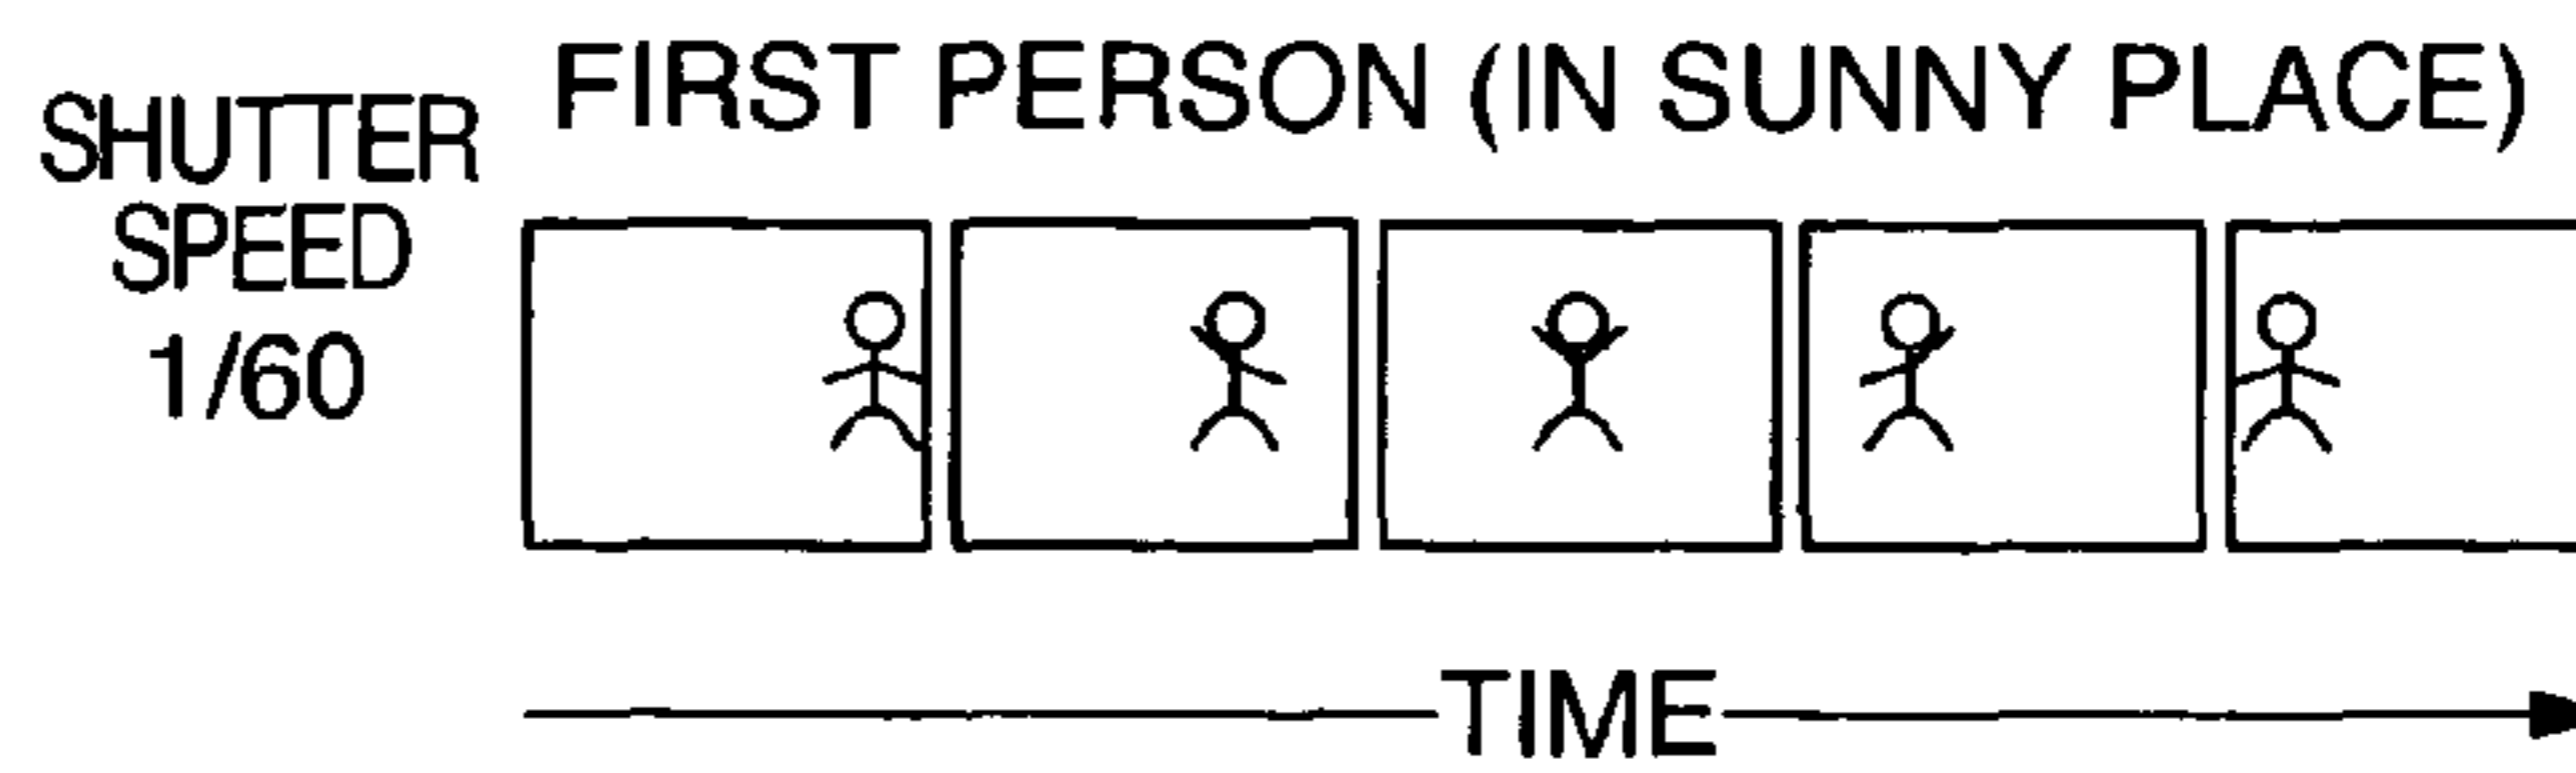 FIRST PERSON (IN SUNNY PLACE)
SHUTTER
SPEED
1/60
TIME